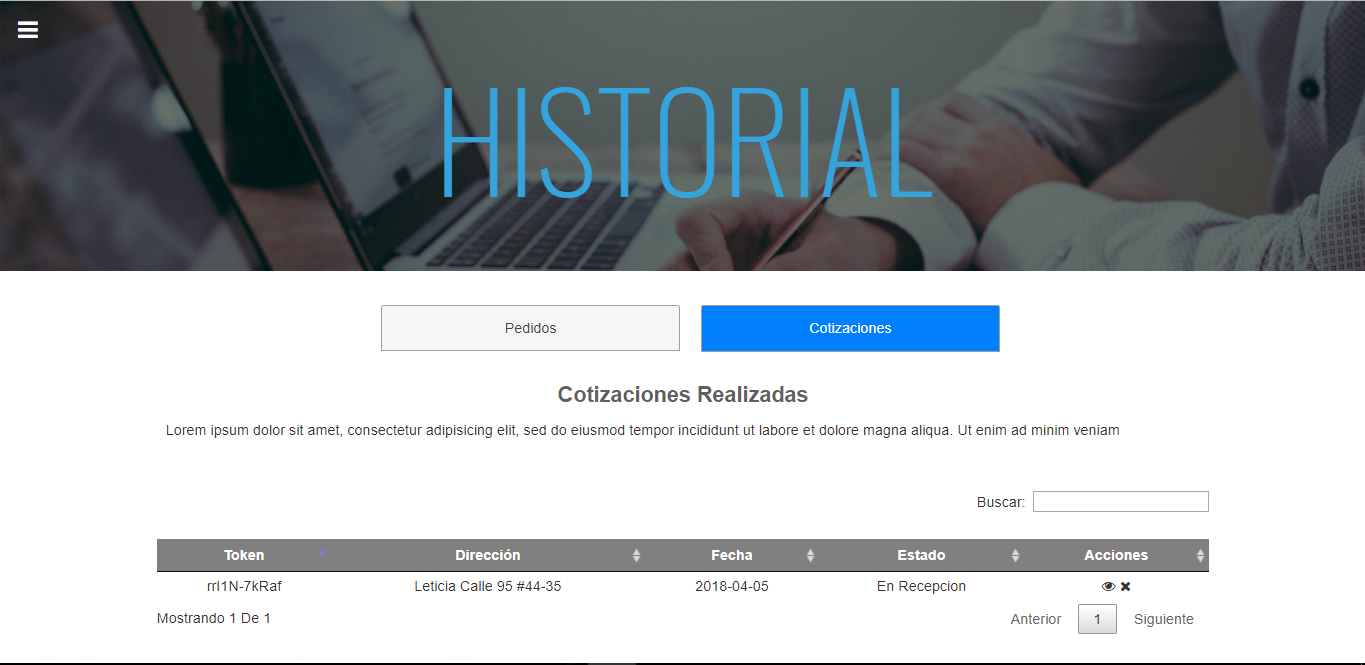 HISTORIAL
Pedidos
Cotizaciones
Cotizaciones Realizadas
Lorem ipsum dolor sit amet, consectetur adipisicing elit, sed do eiusmod tempor incididunt ut labore et dolore magna aliqua. Ut enim ad minim veniam
Buscar:
Token Dirección Fecha Estado Acciones
rrI1N-7kRaf Leticia Calle 95 #44-35 2018-04-05 En Recepcion
Mostrando 1 De 1
Anterior 1 Siguiente